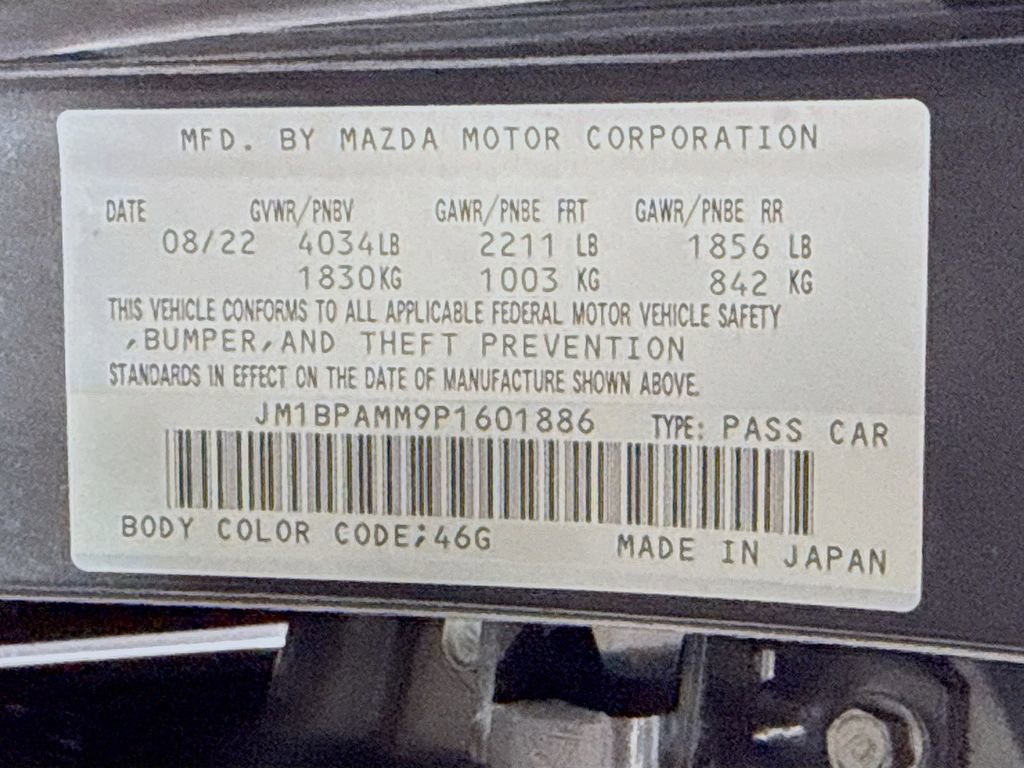 MFD. BY MAZDA MOTOR CORPORATION
DATE GVWR/PNBV GAWR/PNBE FRT GAWR/PNBE RR
08/22 4034LB 2211 LB 1856 LB
1830KG 1003 KG 842 KG
THIS VEHICLE CONFORMS TO ALL APPLICABLE FEDERAL MOTOR VEHICLE SAFETY
,BUMPER,AND THEFT PREVENTION
STANDARDS IN EFFECT ON THE DATE OF MANUFACTURE SHOWN ABOVE.
JM1BPAMM9P1601886 TYPE: PASS CAR
BODY COLOR CODE;46G MADE IN JAPAN